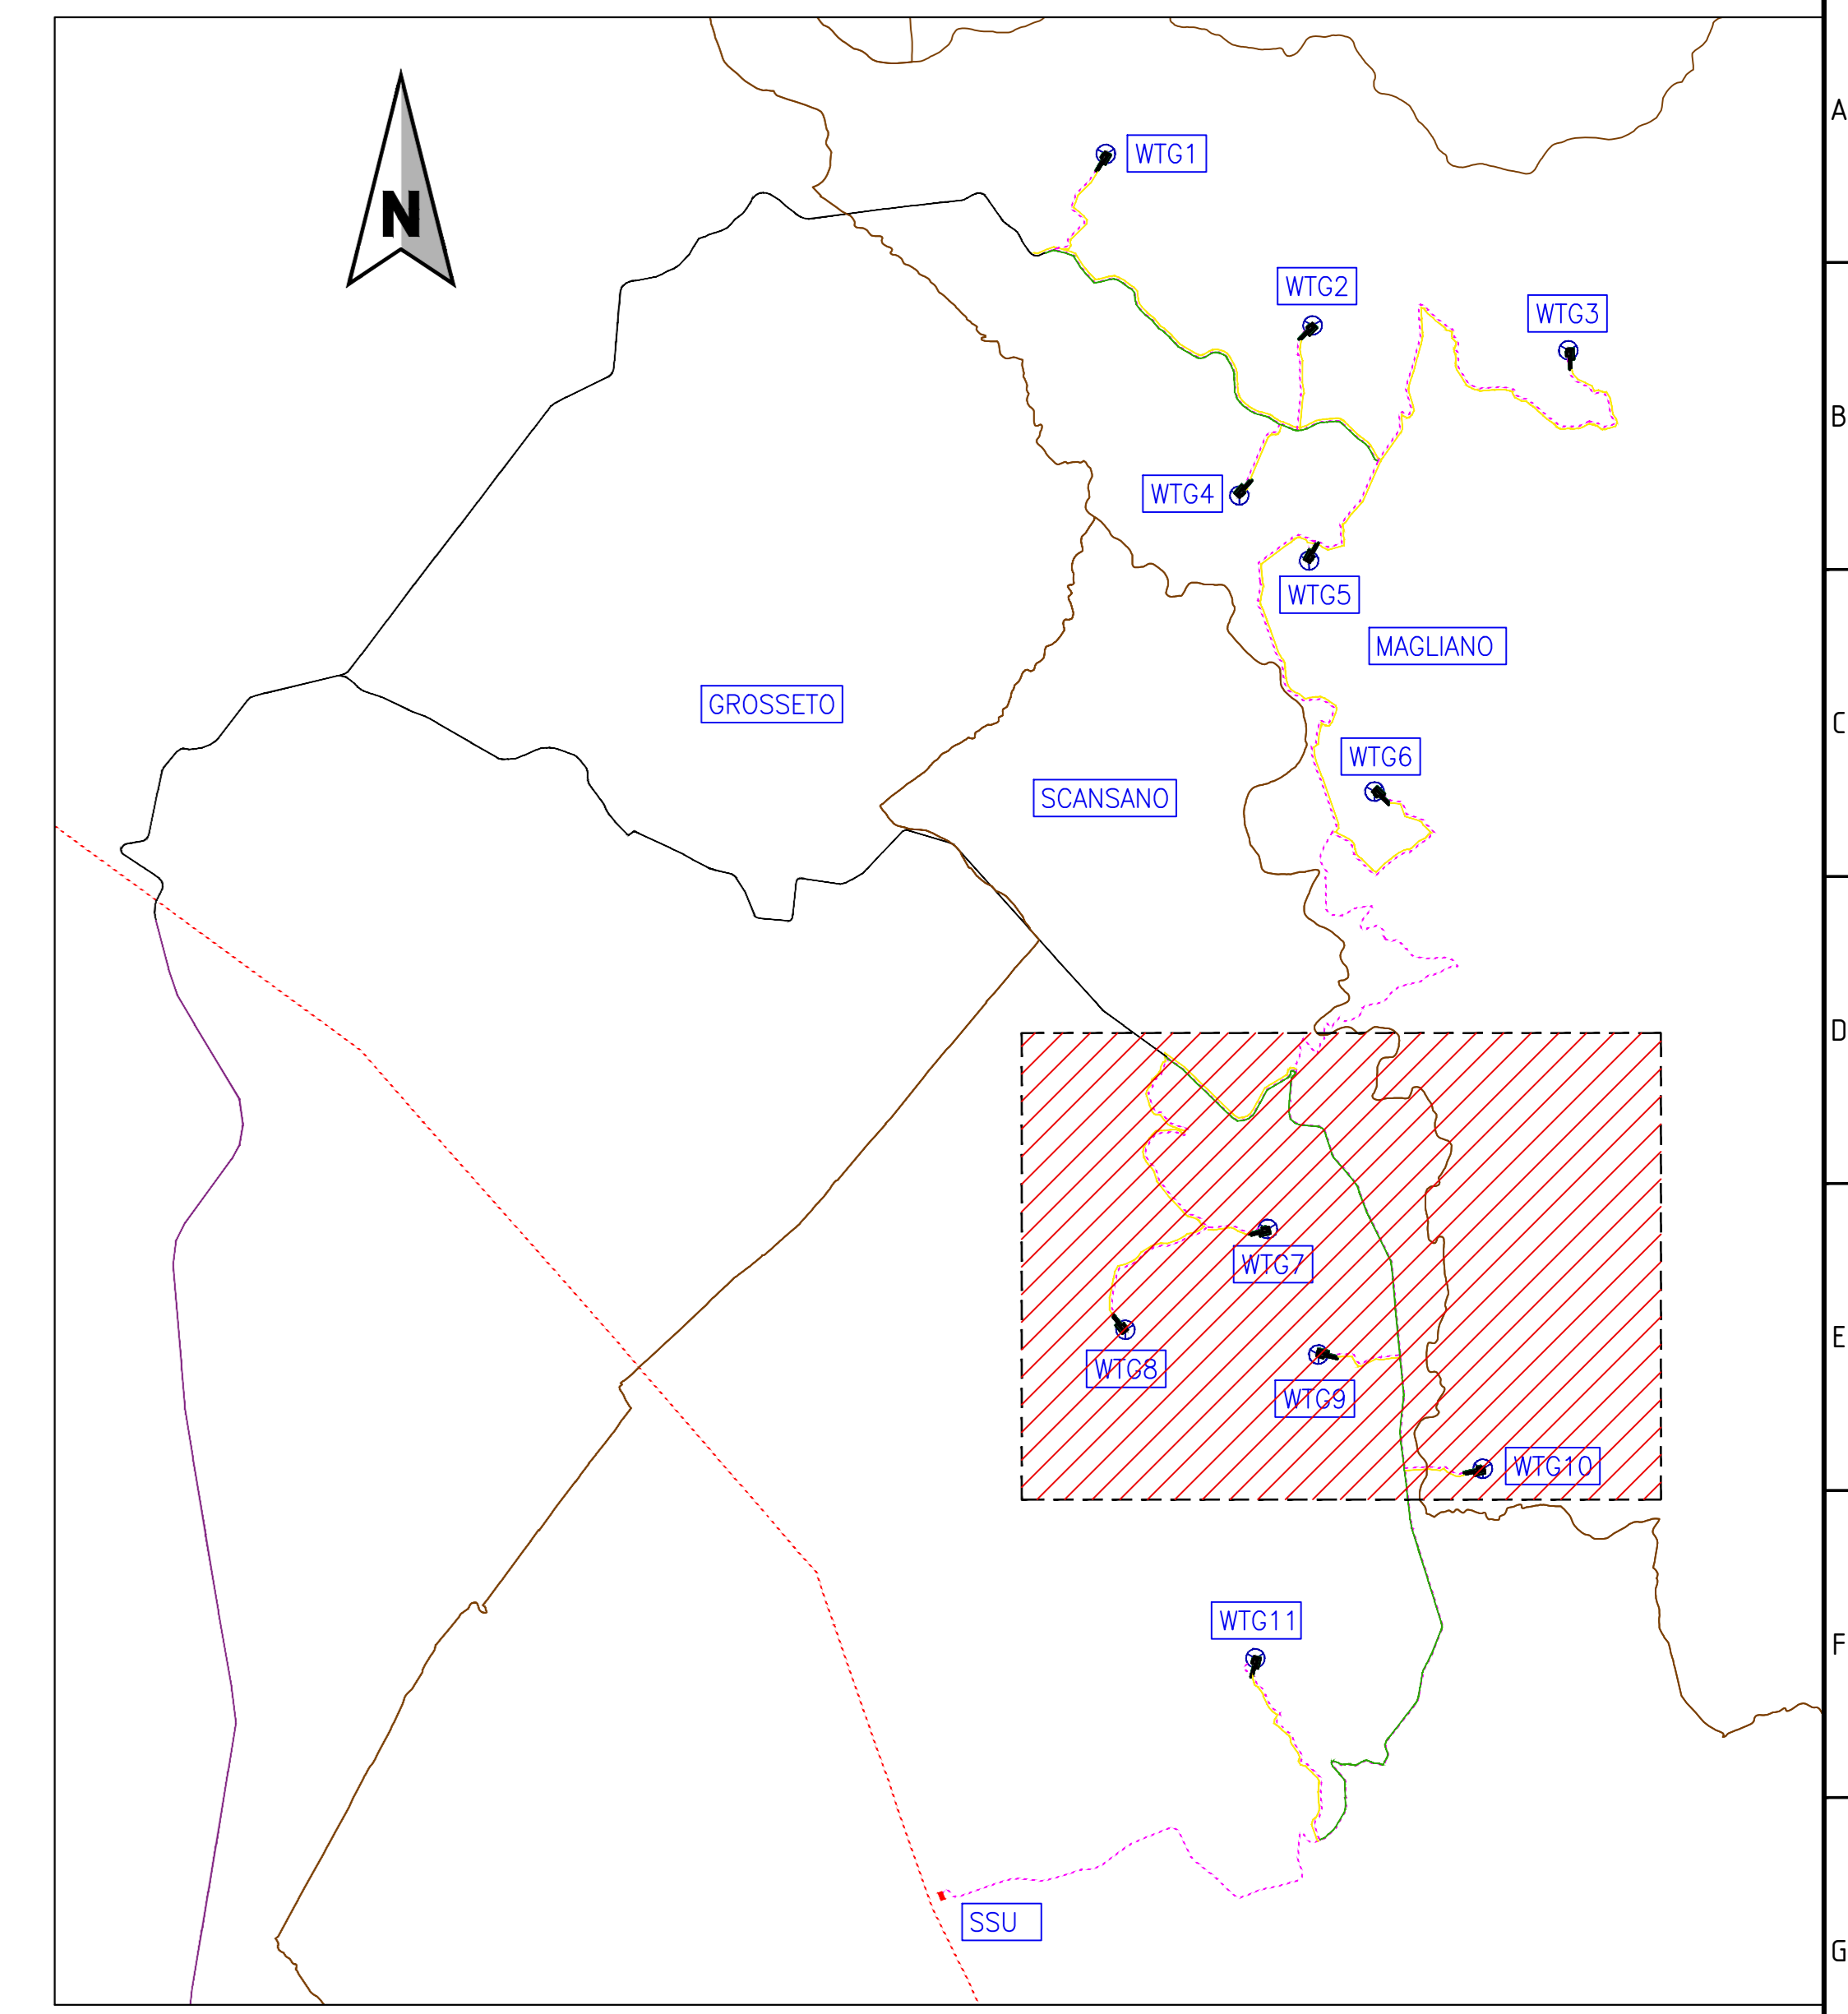 A
WTG1
N
WTG2
WTG3
B
WTG4
WTG5
MAGLIANO
GROSSETO
C
WTG6
SCANSANO
D
WTG7
E
WTG8
WTG9
WTG10
WTG11
F
SSU
G